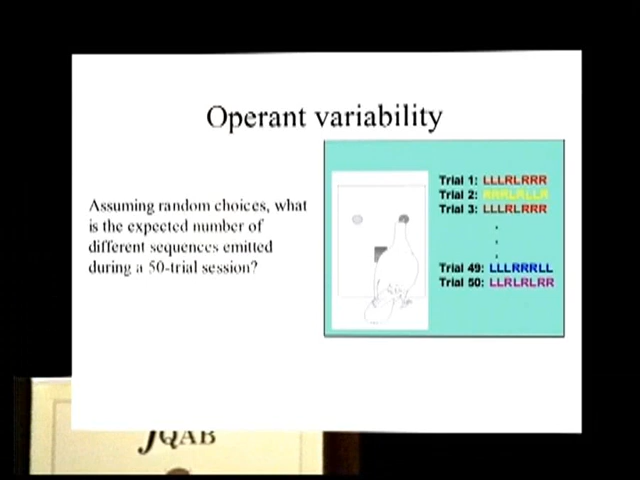 Operant variability
Assuming random choices, what
is the expected number of
different sequences emitted
during a 50-trial session?
Trial 1: LLLRLRRR
Trial 2:
Trial 3: LLLRLRRR
.
.
.
Trial 49: LLLRRRLL
Trial 50: LLRLRLRR
JQAB